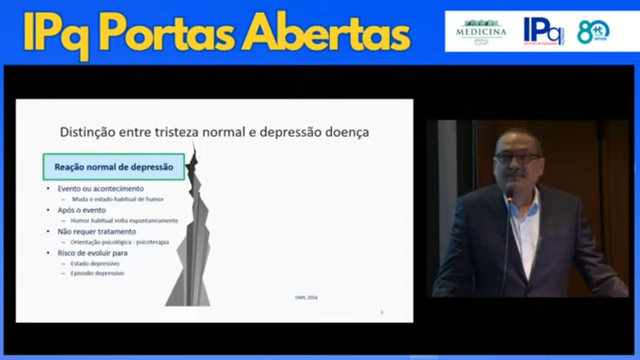 IPq Portas Abertas
MEDICINA
USP
IPq
80
anos
Distinção entre tristeza normal e depressão doença
Reação normal de depressão
• Evento ou acontecimento
– Muda o estado habitual de humor
• Após o evento
– Humor habitual volta espontaneamente
• Não requer tratamento
– Orientação psicológica - psicoterapia
• Risco de evoluir para
– Estado depressivo
– Episódio depressivo
OMS, 2016